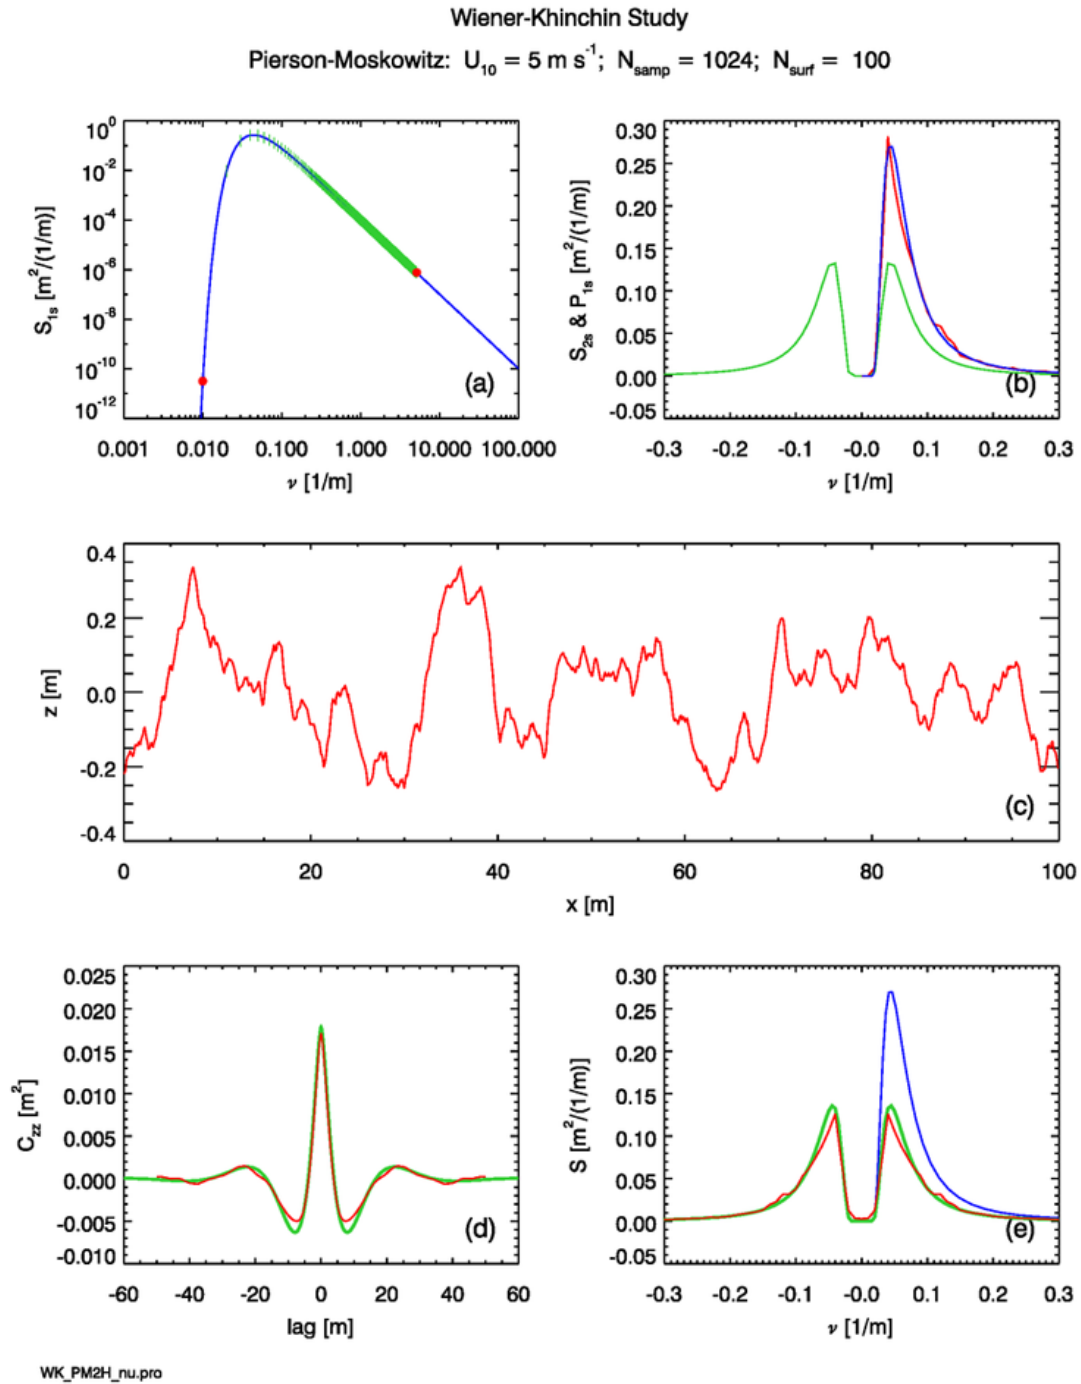 Wiener-Khinchin Study
Pierson-Moskowitz: U₁₀ = 5 m s⁻¹; N_samp = 1024; N_surf = 100
S₁ₛ [m²/(1/m)]
10⁰
10⁻²
10⁻⁴
10⁻⁶
10⁻⁸
10⁻¹⁰
10⁻¹²
(a)
0.001 0.010 0.100 1.000 10.000 100.000
ν [1/m]
S₂ₛ & P₁ₛ [m²/(1/m)]
0.30
0.25
0.20
0.15
0.10
0.05
0.00
-0.05
(b)
-0.3 -0.2 -0.1 -0.0 0.1 0.2 0.3
ν [1/m]
z [m]
0.4
0.2
0.0
-0.2
-0.4
(c)
0 20 40 60 80 100
x [m]
C_zz [m²]
0.025
0.020
0.015
0.010
0.005
0.000
-0.005
-0.010
(d)
-60 -40 -20 0 20 40 60
lag [m]
S [m²/(1/m)]
0.30
0.25
0.20
0.15
0.10
0.05
0.00
-0.05
(e)
-0.3 -0.2 -0.1 -0.0 0.1 0.2 0.3
ν [1/m]
WK_PM2H_nu.pro